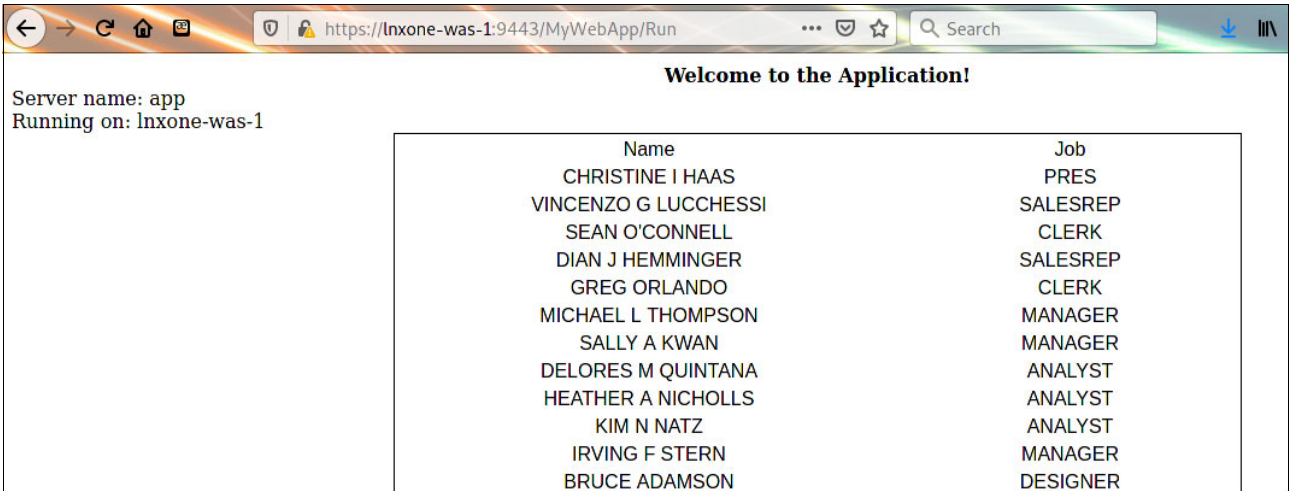 https://lnxone-was-1:9443/MyWebApp/Run ••• Search
Welcome to the Application!
Server name: app
Running on: lnxone-was-1
Name Job
CHRISTINE I HAAS PRES
VINCENZO G LUCCHESSI SALESREP
SEAN O'CONNELL CLERK
DIAN J HEMMINGER SALESREP
GREG ORLANDO CLERK
MICHAEL L THOMPSON MANAGER
SALLY A KWAN MANAGER
DELORES M QUINTANA ANALYST
HEATHER A NICHOLLS ANALYST
KIM N NATZ ANALYST
IRVING F STERN MANAGER
BRUCE ADAMSON DESIGNER